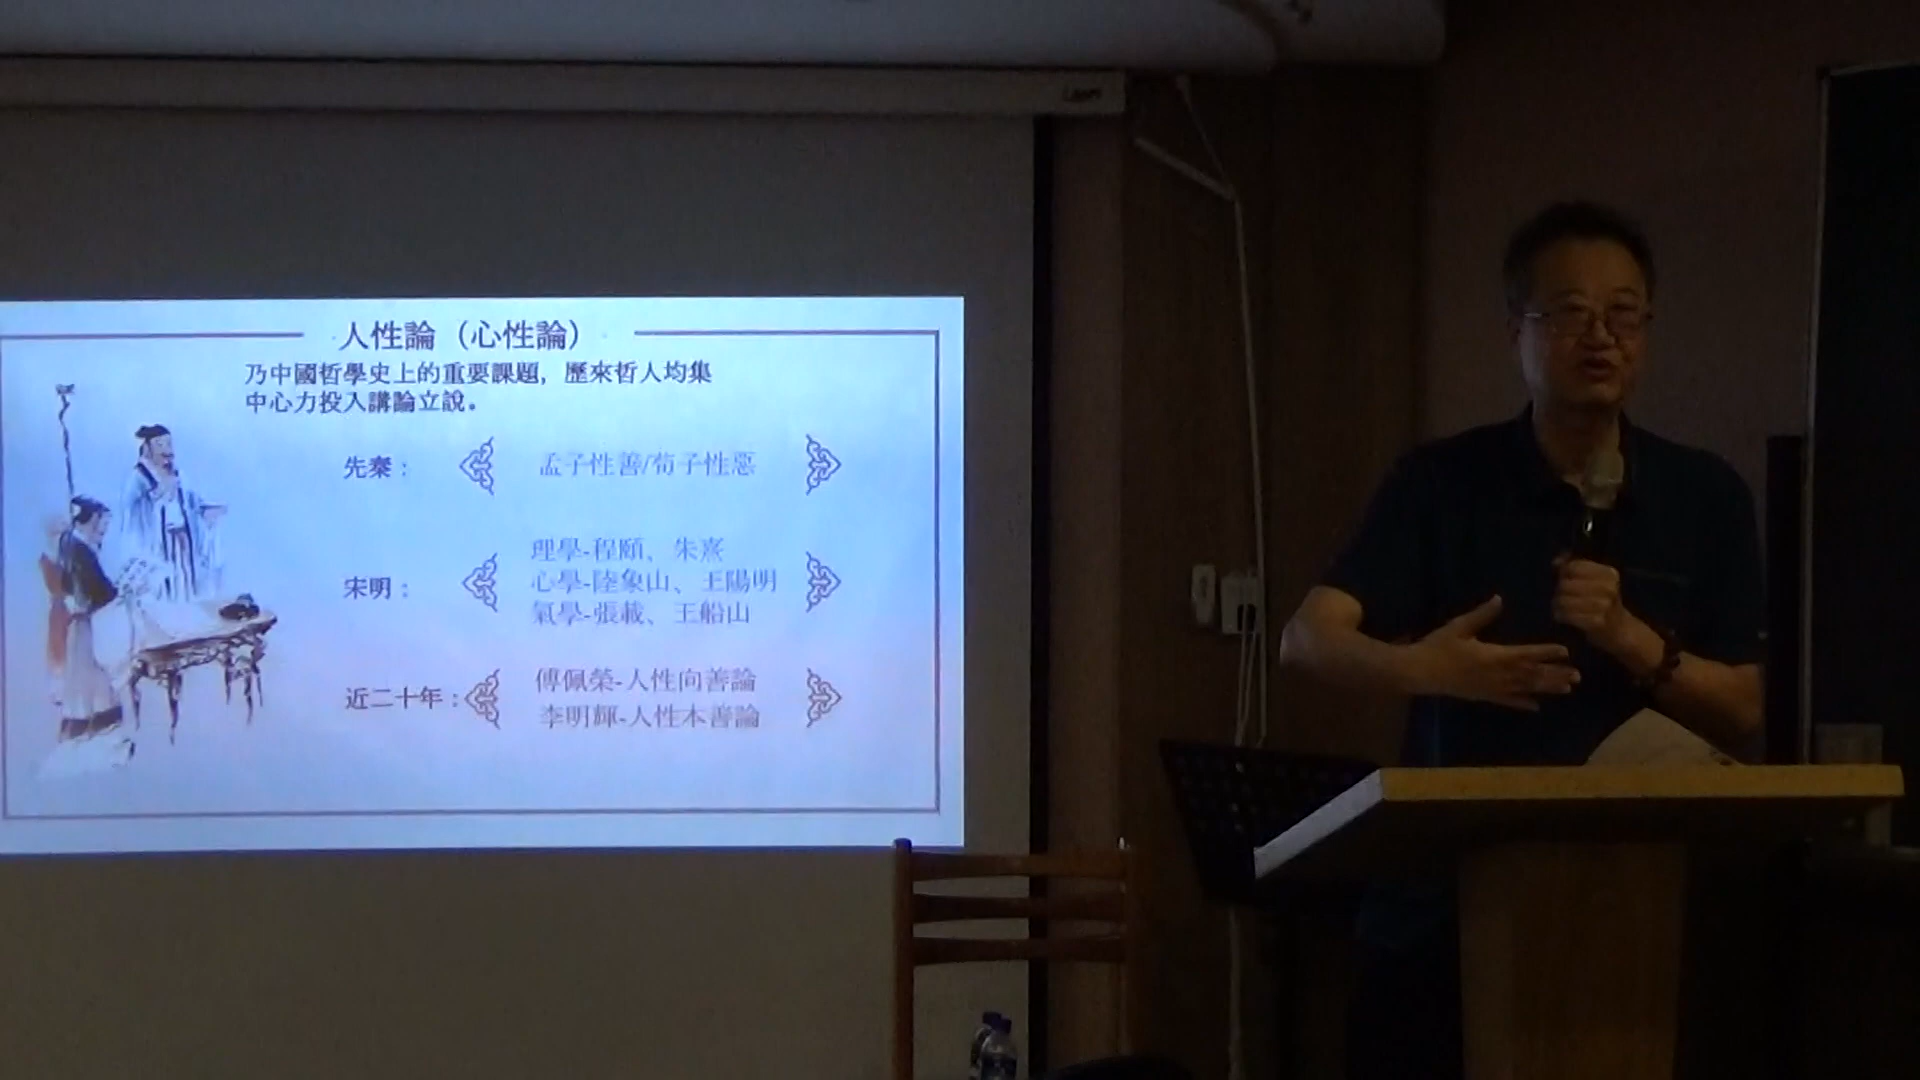 人性論（心性論）
乃中國哲學史上的重要課題，歷來哲人均集
中心力投入講論立說。
先秦：
孟子性善/荀子性惡
宋明：
理學-程頤、朱熹
心學-陸象山、王陽明
氣學-張載、王船山
近二十年：
傅佩榮-人性向善論
李明輝-人性本善論